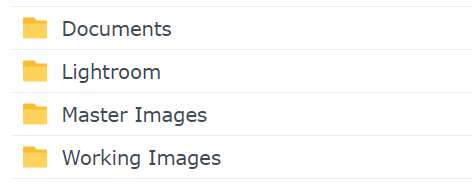 Documents
Lightroom
Master Images
Working Images